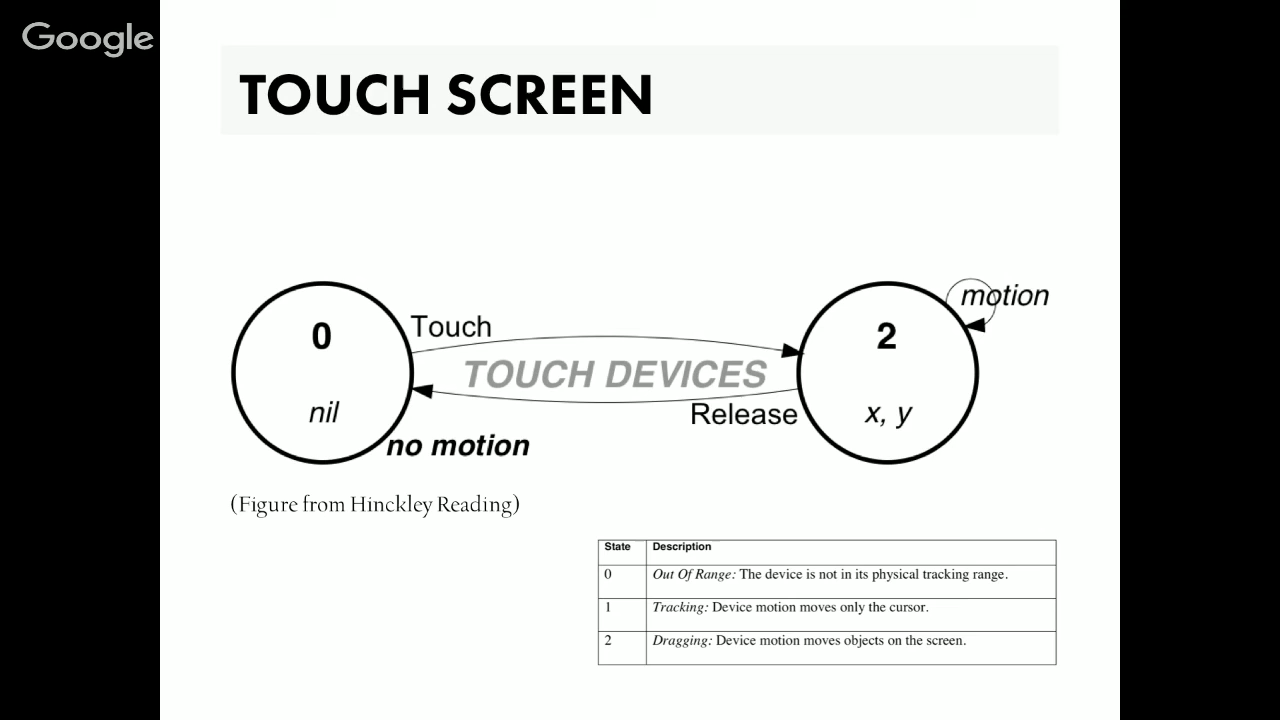 Google
TOUCH SCREEN
0
nil
no motion
Touch
TOUCH DEVICES
Release
2
x, y
motion
(Figure from Hinckley Reading)
State Description
0 Out Of Range: The device is not in its physical tracking range.
1 Tracking: Device motion moves only the cursor.
2 Dragging: Device motion moves objects on the screen.